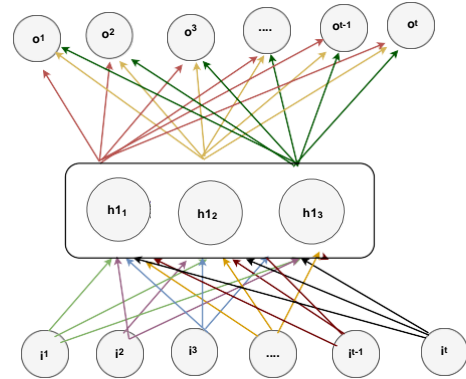 o¹ o² o³ .... oᵗ⁻¹ oᵗ
h1₁ h1₂ h1₃
i¹ i² i³ .... iᵗ⁻¹ iᵗ